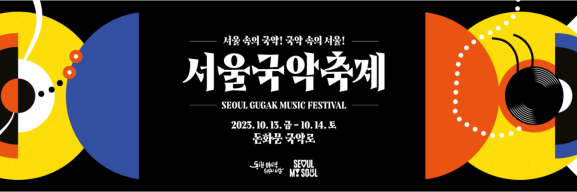 서울 속의 국악! 국악 속의 서울!
서울국악축제
SEOUL GUGAK MUSIC FESTIVAL
2023. 10. 13. 금 – 10. 14. 토
돈화문 국악로
SEOUL
MY SOUL